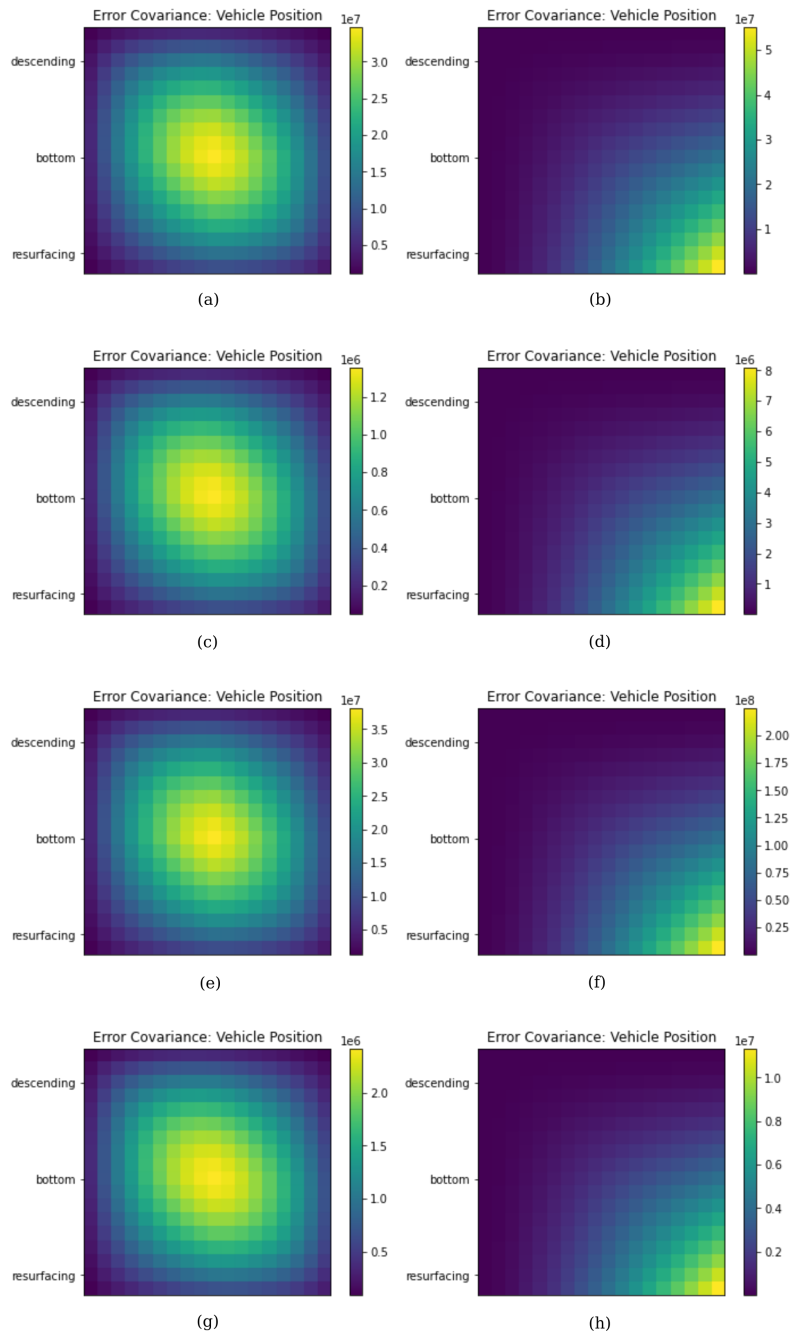 Error Covariance: Vehicle Position
1e7
descending
bottom
resurfacing
3.0
2.5
2.0
1.5
1.0
0.5
(a)
Error Covariance: Vehicle Position
1e7
descending
bottom
resurfacing
5
4
3
2
1
(b)
Error Covariance: Vehicle Position
1e6
descending
bottom
resurfacing
1.2
1.0
0.8
0.6
0.4
0.2
(c)
Error Covariance: Vehicle Position
1e6
descending
bottom
resurfacing
8
7
6
5
4
3
2
1
(d)
Error Covariance: Vehicle Position
1e7
descending
bottom
resurfacing
3.5
3.0
2.5
2.0
1.5
1.0
0.5
(e)
Error Covariance: Vehicle Position
1e8
descending
bottom
resurfacing
2.00
1.75
1.50
1.25
1.00
0.75
0.50
0.25
(f)
Error Covariance: Vehicle Position
1e6
descending
bottom
resurfacing
2.0
1.5
1.0
0.5
(g)
Error Covariance: Vehicle Position
1e7
descending
bottom
resurfacing
1.0
0.8
0.6
0.4
0.2
(h)